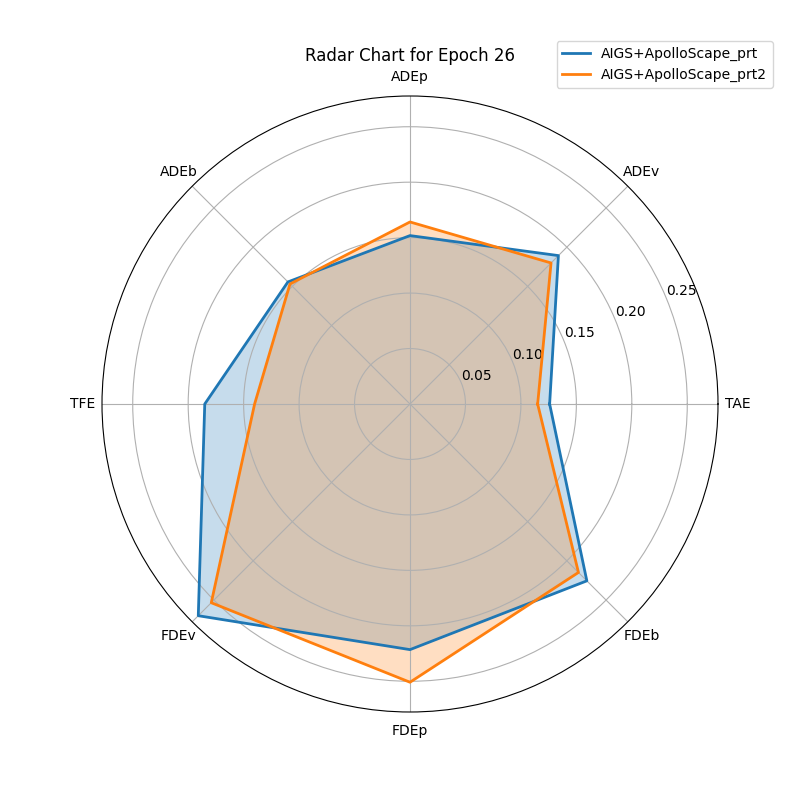 Radar Chart for Epoch 26
AIGS+ApolloScape_prt
AIGS+ApolloScape_prt2
ADEp
ADEb
ADEv
0.25
0.20
0.15
0.10
0.05
TFE
TAE
FDEv
FDEb
FDEp